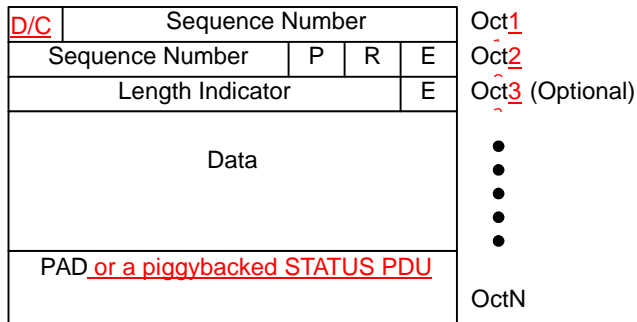 D/C Sequence Number Oct1
Sequence Number P R E Oct2
Length Indicator E Oct3 (Optional)
Data
PAD or a piggybacked STATUS PDU
OctN